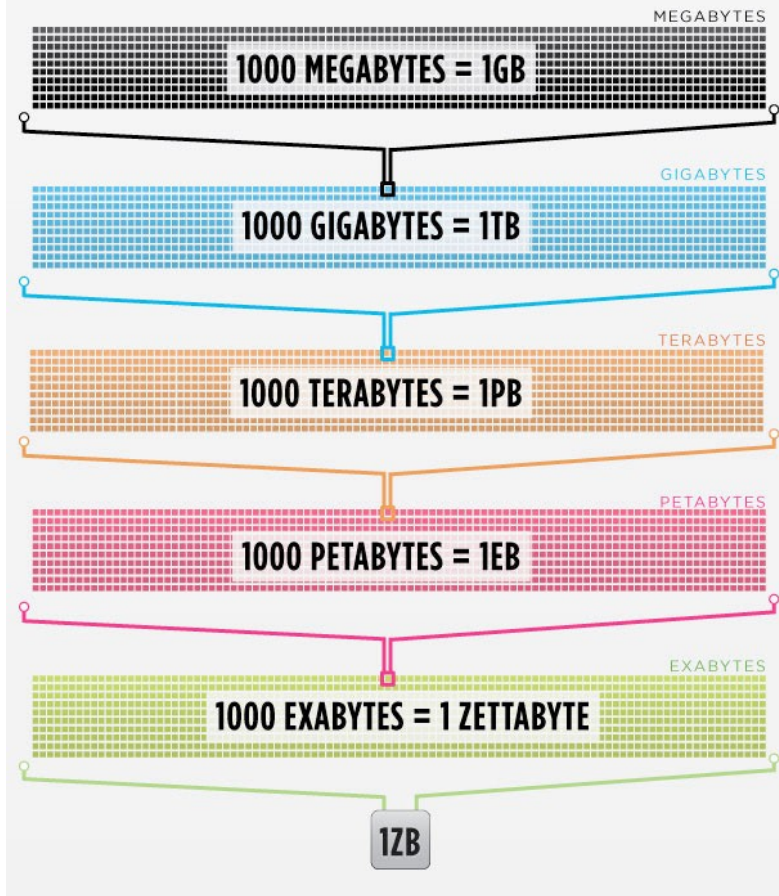 MEGABYTES
1000 MEGABYTES = 1GB
GIGABYTES
1000 GIGABYTES = 1TB
TERABYTES
1000 TERABYTES = 1PB
PETABYTES
1000 PETABYTES = 1EB
EXABYTES
1000 EXABYTES = 1 ZETTABYTE
1ZB